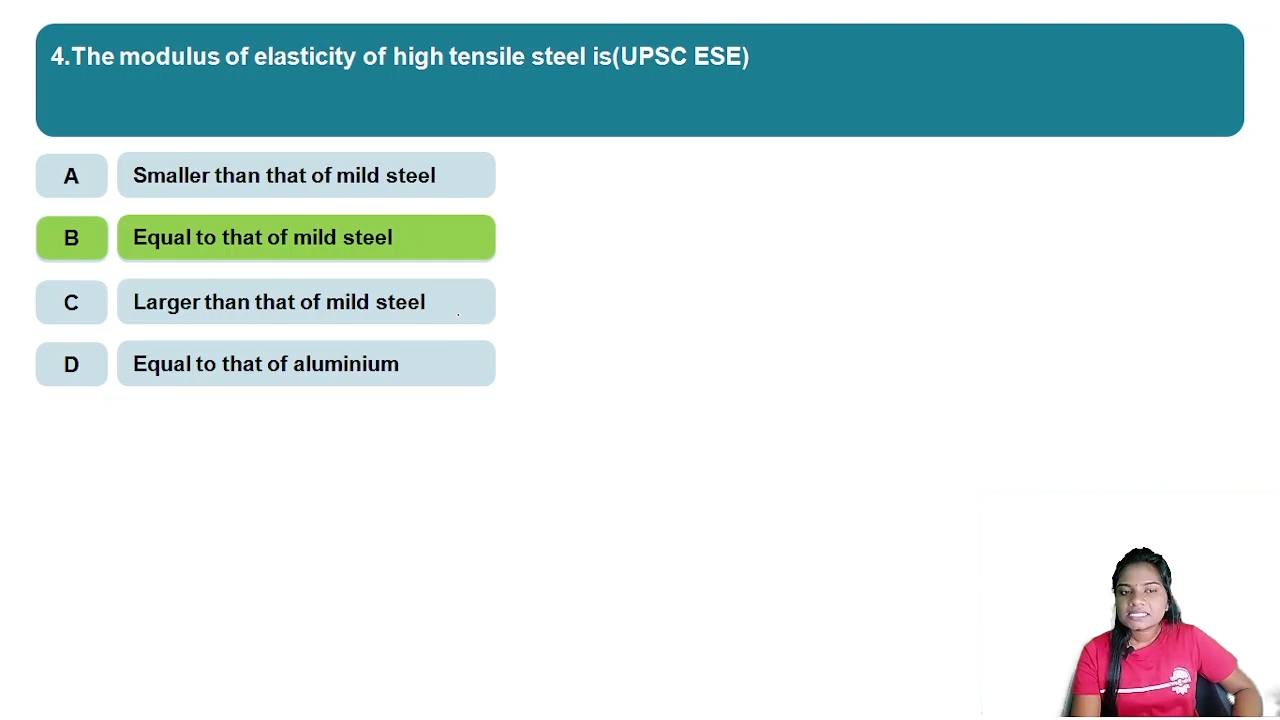 4.The modulus of elasticity of high tensile steel is(UPSC ESE)
A Smaller than that of mild steel
B Equal to that of mild steel
C Larger than that of mild steel
D Equal to that of aluminium